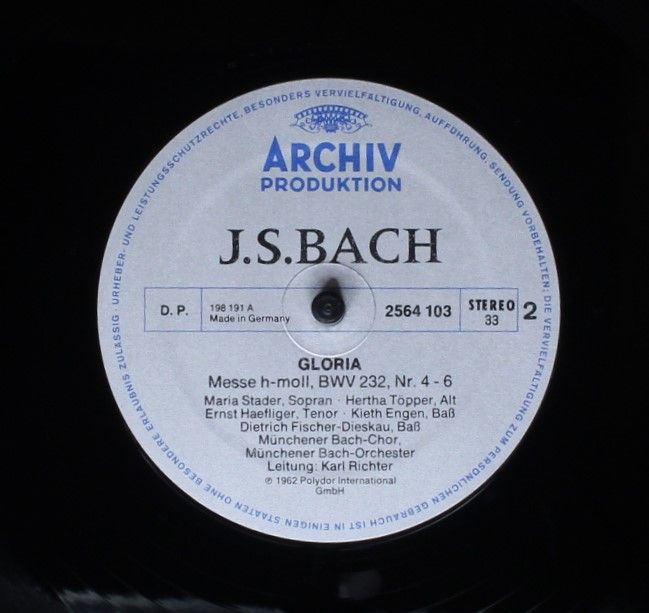 URHEBER- UND LEISTUNGSSCHUTZRECHTE, BESONDERS VERVIELFÄLTIGUNG, AUFFÜHRUNG, SENDUNG VORBEHALTEN; DIE VERVIELFÄLTIGUNG ZUM PERSÖNLICHEN GEBRAUCH IST IN EINIGEN STAATEN OHNE BESONDERE ERLAUBNIS ZULÄSSIG ·
ARCHIV
PRODUKTION
J.S.BACH
D. P. 198 191 A 2564 103 STEREO 2
Made in Germany 33
GLORIA
Messe h-moll, BWV 232, Nr. 4 - 6
Maria Stader, Sopran · Hertha Töpper, Alt
Ernst Haefliger, Tenor · Kieth Engen, Baß
Dietrich Fischer-Dieskau, Baß
Münchener Bach-Chor,
Münchener Bach-Orchester
Leitung: Karl Richter
℗ 1962 Polydor International
GmbH